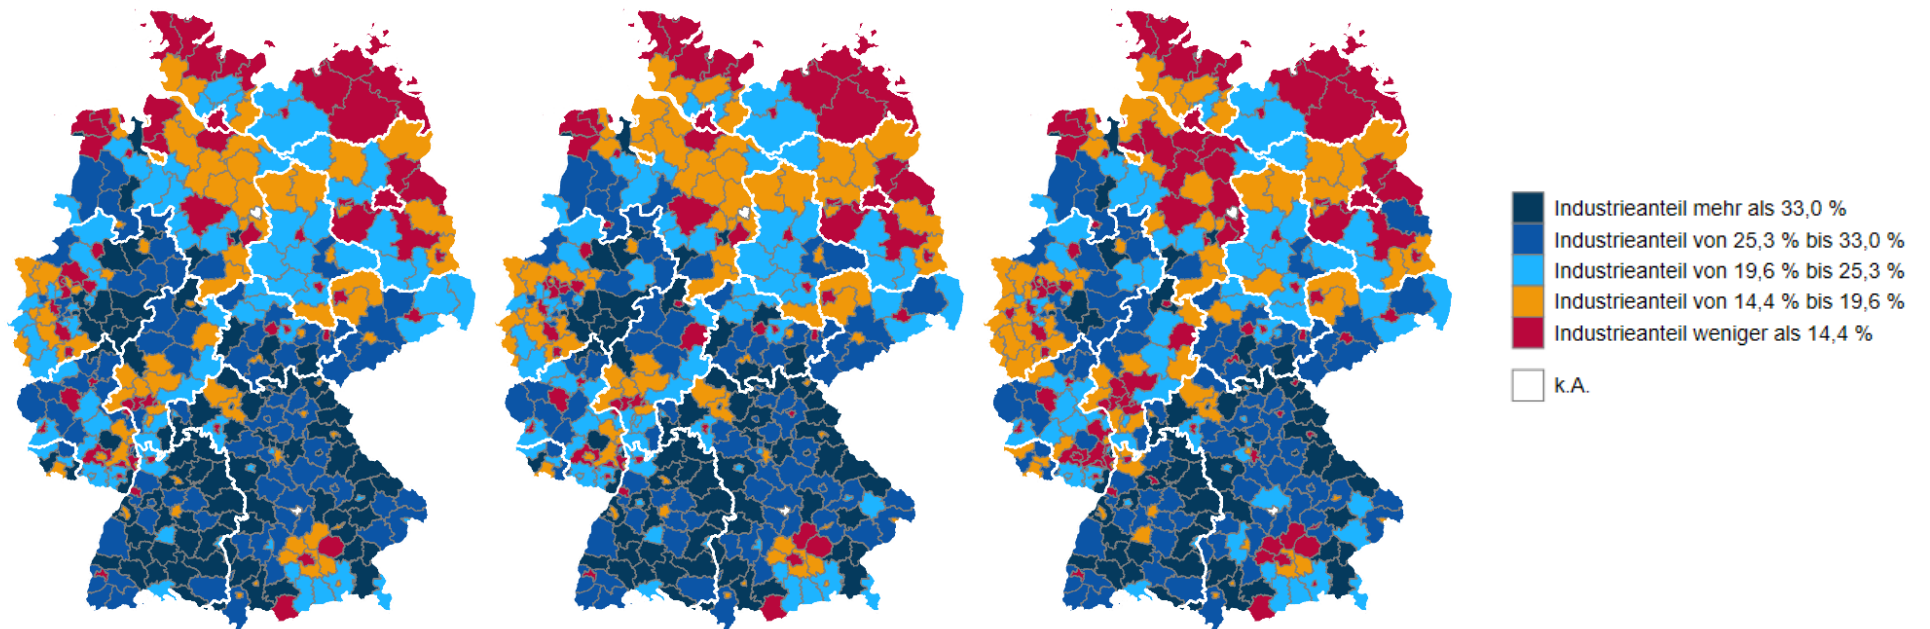 Industrieanteil mehr als 33,0 %
Industrieanteil von 25,3 % bis 33,0 %
Industrieanteil von 19,6 % bis 25,3 %
Industrieanteil von 14,4 % bis 19,6 %
Industrieanteil weniger als 14,4 %
k.A.